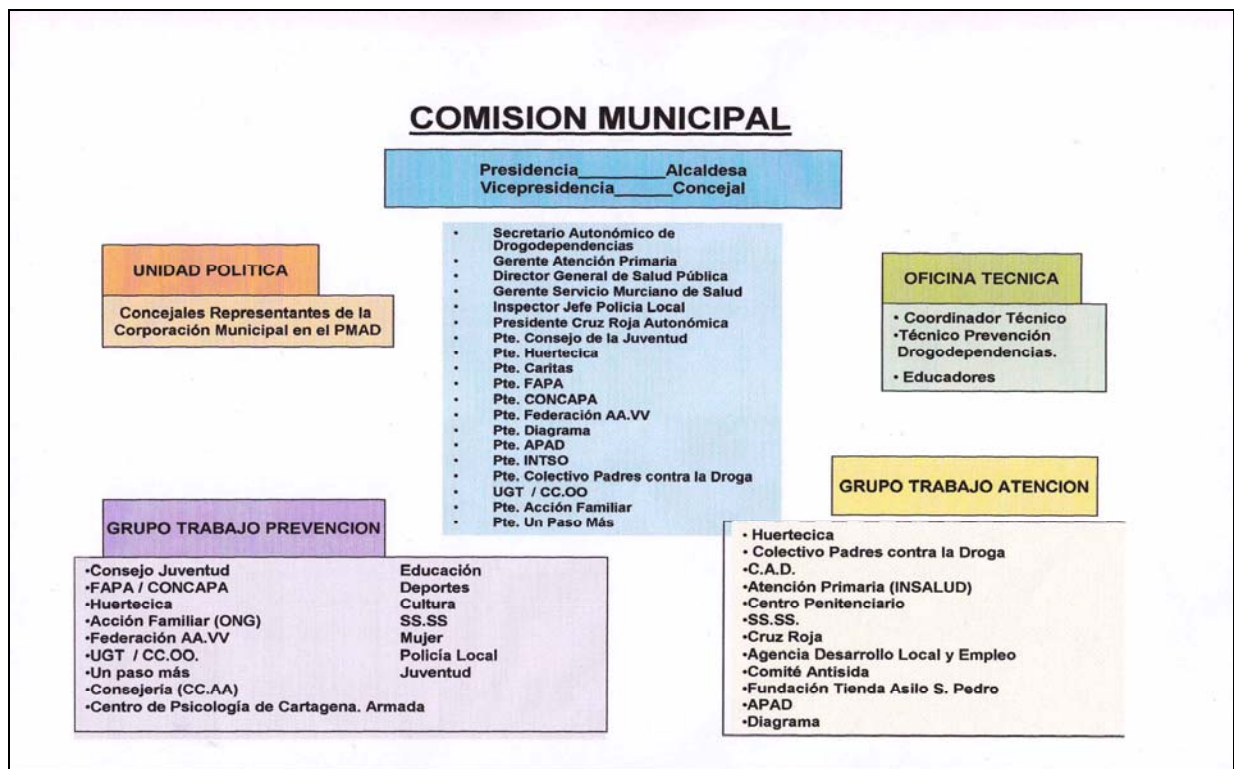 COMISION MUNICIPAL
Presidencia_________Alcaldesa
Vicepresidencia______Concejal
• Secretario Autonómico de
Drogodependencias
• Gerente Atención Primaria
• Director General de Salud Pública
• Gerente Servicio Murciano de Salud
• Inspector Jefe Policia Local
• Presidente Cruz Roja Autonómica
• Pte. Consejo de la Juventud
• Pte. Huertecica
• Pte. Caritas
• Pte. FAPA
• Pte. CONCAPA
• Pte. Federación AA.VV
• Pte. Diagrama
• Pte. APAD
• Pte. INTSO
• Pte. Colectivo Padres contra la Droga
• UGT / CC.OO
• Pte. Acción Familiar
• Pte. Un Paso Más
UNIDAD POLITICA
Concejales Representantes de la
Corporación Municipal en el PMAD
OFICINA TECNICA
• Coordinador Técnico
•Técnico Prevención
Drogodependencias.
• Educadores
GRUPO TRABAJO PREVENCION
•Consejo Juventud
•FAPA / CONCAPA
•Huertecica
•Acción Familiar (ONG)
•Federación AA.VV
•UGT / CC.OO.
•Un paso más
•Consejería (CC.AA)
•Centro de Psicología de Cartagena. Armada
Educación
Deportes
Cultura
SS.SS
Mujer
Policía Local
Juventud
GRUPO TRABAJO ATENCION
• Huertecica
• Colectivo Padres contra la Droga
•C.A.D.
•Atención Primaria (INSALUD)
•Centro Penitenciario
•SS.SS.
•Cruz Roja
•Agencia Desarrollo Local y Empleo
•Comité Antisida
•Fundación Tienda Asilo S. Pedro
•APAD
•Diagrama